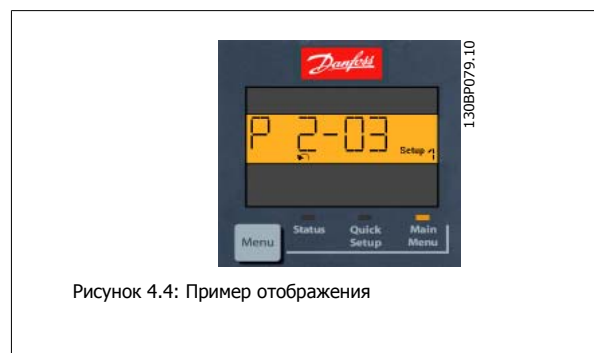 Danfoss
P 2-03
Setup 1
Status
Quick Setup
Main Menu
Menu
130BP079.10
Рисунок 4.4: Пример отображения